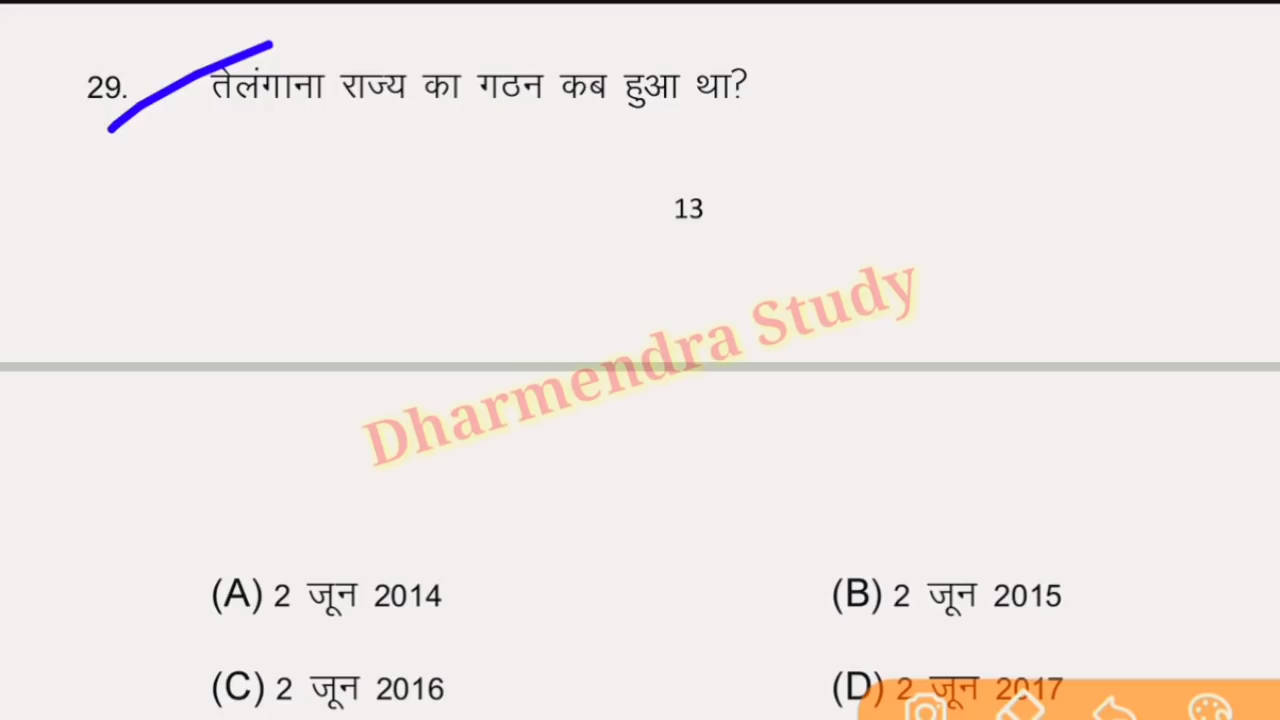 29. तेलंगाना राज्य का गठन कब हुआ था?
13
Dharmendra Study
(A) 2 जून 2014
(B) 2 जून 2015
(C) 2 जून 2016
(D) 2 जून 2017